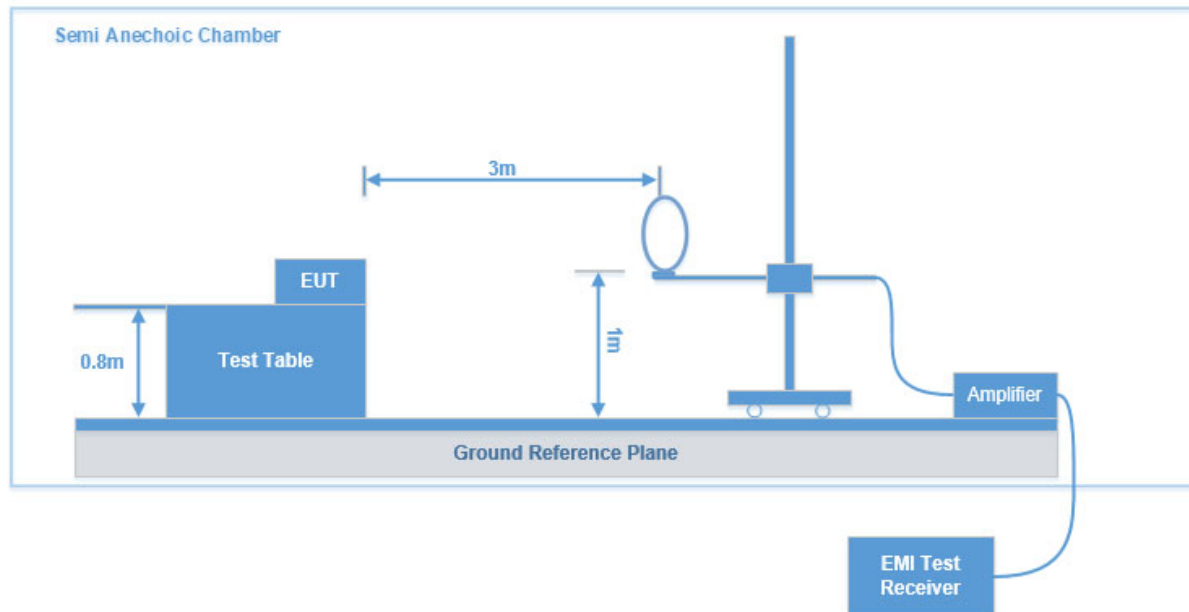 Semi Anechoic Chamber
3m
EUT
1m
0.8m
Test Table
Amplifier
Ground Reference Plane
EMI Test
Receiver